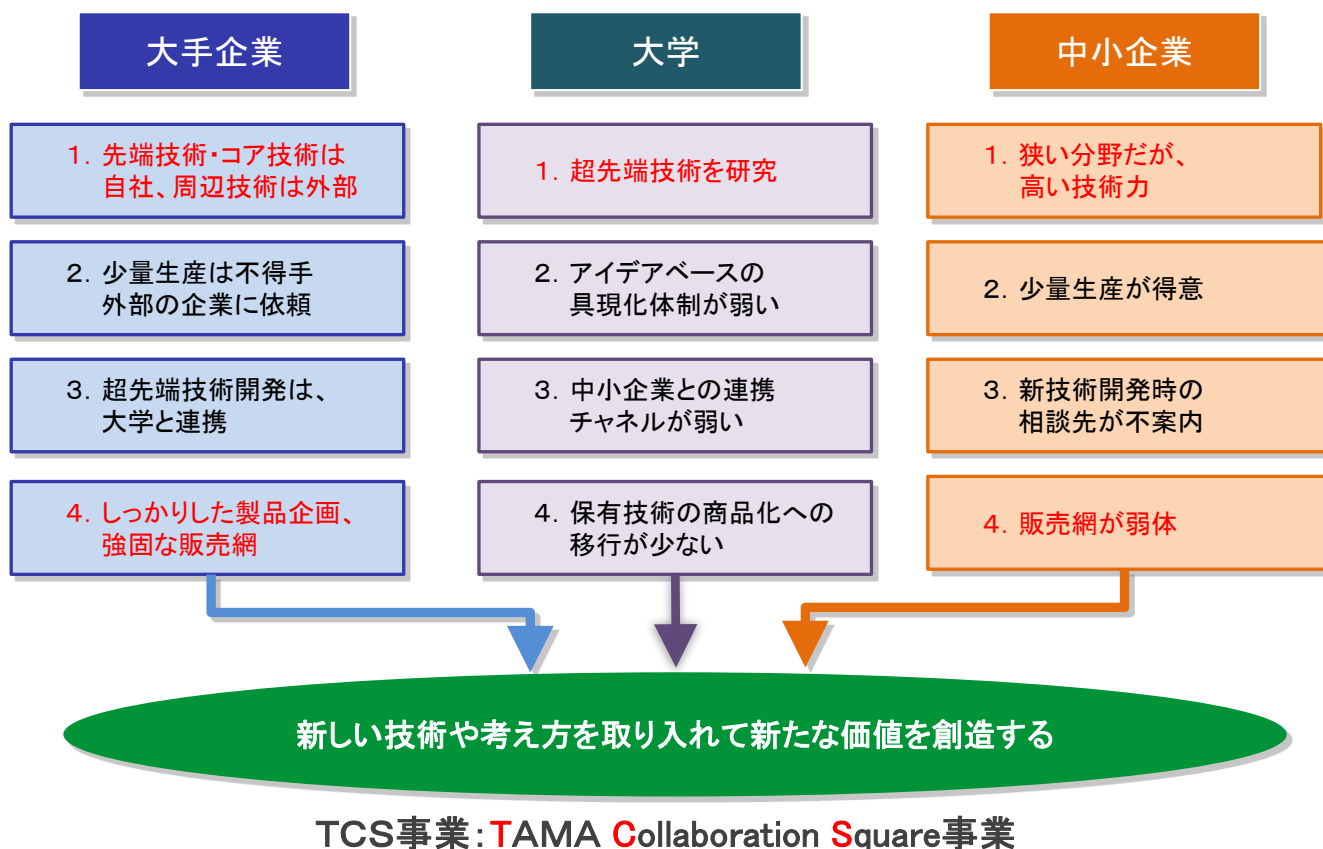 大手企業
1. 先端技術・コア技術は
自社、周辺技術は外部
2. 少量生産は不得手
外部の企業に依頼
3. 超先端技術開発は、
大学と連携
4. しっかりした製品企画、
強固な販売網
大学
1. 超先端技術を研究
2. アイデアベースの
具現化体制が弱い
3. 中小企業との連携
チャネルが弱い
4. 保有技術の商品化への
移行が少ない
中小企業
1. 狭い分野だが、
高い技術力
2. 少量生産が得意
3. 新技術開発時の
相談先が不案内
4. 販売網が弱体
新しい技術や考え方を取り入れて新たな価値を創造する
TCS事業：TAMA Collaboration Square事業